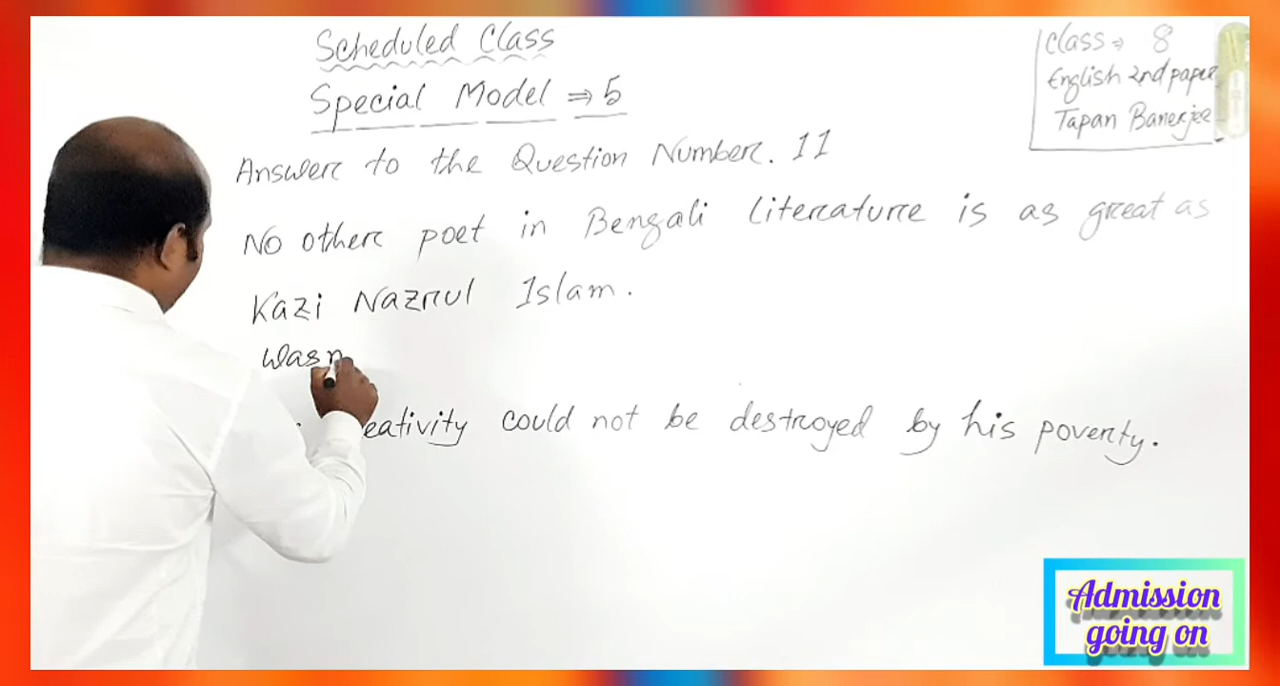 Scheduled Class
Special Model ⇒ 5
Class ⇒ 8
English 2nd paper
Tapan Banerjee
Answer to the Question Number. 11
No other poet in Bengali Literature is as great as
Kazi Nazrul Islam.
Wasn
eativity could not be destroyed by his poverty.
Admission
going on